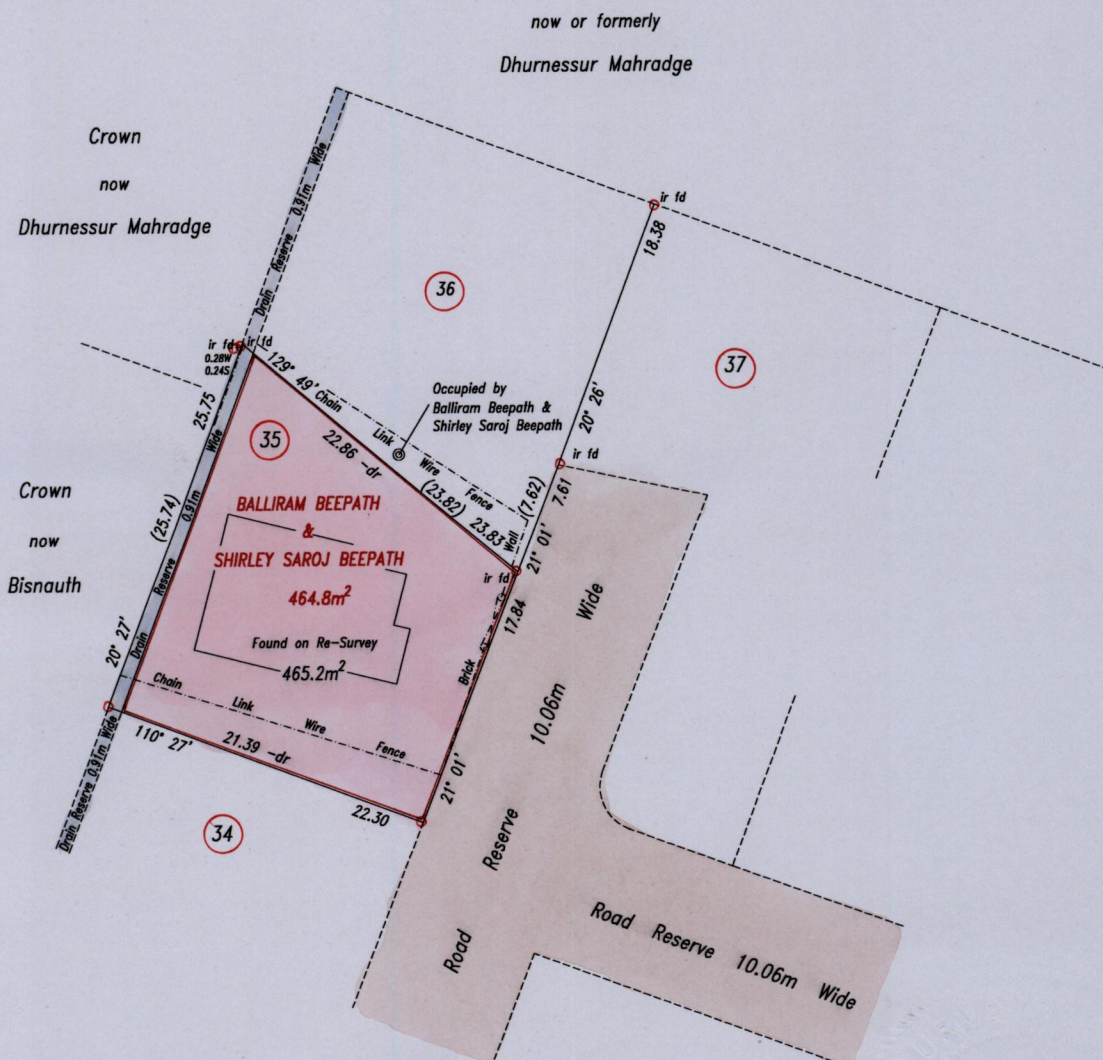 now or formerly
Dhurnessur Mahradge
Crown
now
Dhurnessur Mahradge
Drain Reserve 0.91m Wide
ir fd
18.38
36
37
ir fd
0.28W
0.24S
ir fd
129° 49'
Chain Link Wire Fence
Occupied by
Balliram Beepath &
Shirley Saroj Beepath
20° 26'
25.75
35
22.86 -dr
ir fd
(7.62)
7.61
(23.82)
23.83
Wall
21° 01'
Crown
now
Bisnauth
(25.74)
Drain Reserve 0.91m Wide
BALLIRAM BEEPATH
&
SHIRLEY SAROJ BEEPATH
464.8m²
Found on Re-Survey
465.2m²
ir fd
17.84
Brick
20° 27'
Chain Link Wire Fence
110° 27'
21.39 -dr
22.30
21° 01'
Drain Reserve 0.91m Wide
34
Road Reserve 10.06m Wide
Road Reserve 10.06m Wide